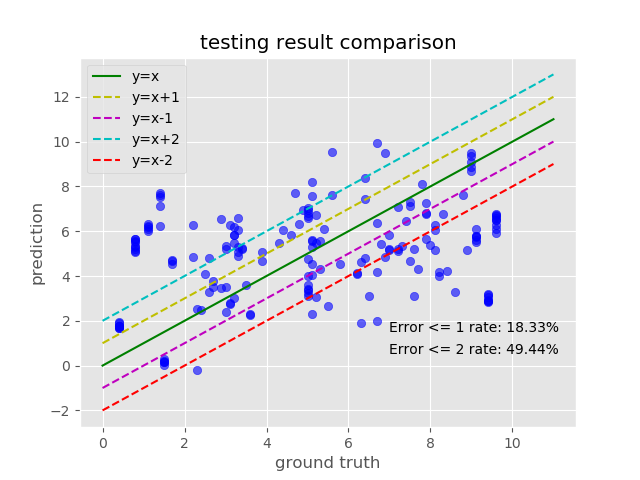 testing result comparison
y=x
y=x+1
y=x-1
y=x+2
y=x-2
12
10
8
6
4
2
0
−2
prediction
Error <= 1 rate: 18.33%
Error <= 2 rate: 49.44%
0 2 4 6 8 10
ground truth